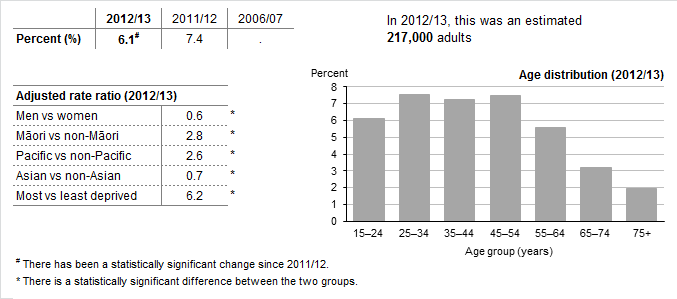 2012/13 2011/12 2006/07
Percent (%) 6.1# 7.4 .
In 2012/13, this was an estimated
217,000 adults
Adjusted rate ratio (2012/13)
Men vs women 0.6 *
Māori vs non-Māori 2.8 *
Pacific vs non-Pacific 2.6 *
Asian vs non-Asian 0.7 *
Most vs least deprived 6.2 *
Percent Age distribution (2012/13)
8
7
6
5
4
3
2
1
0
15–24 25–34 35–44 45–54 55–64 65–74 75+
Age group (years)
# There has been a statistically significant change since 2011/12.
* There is a statistically significant difference between the two groups.